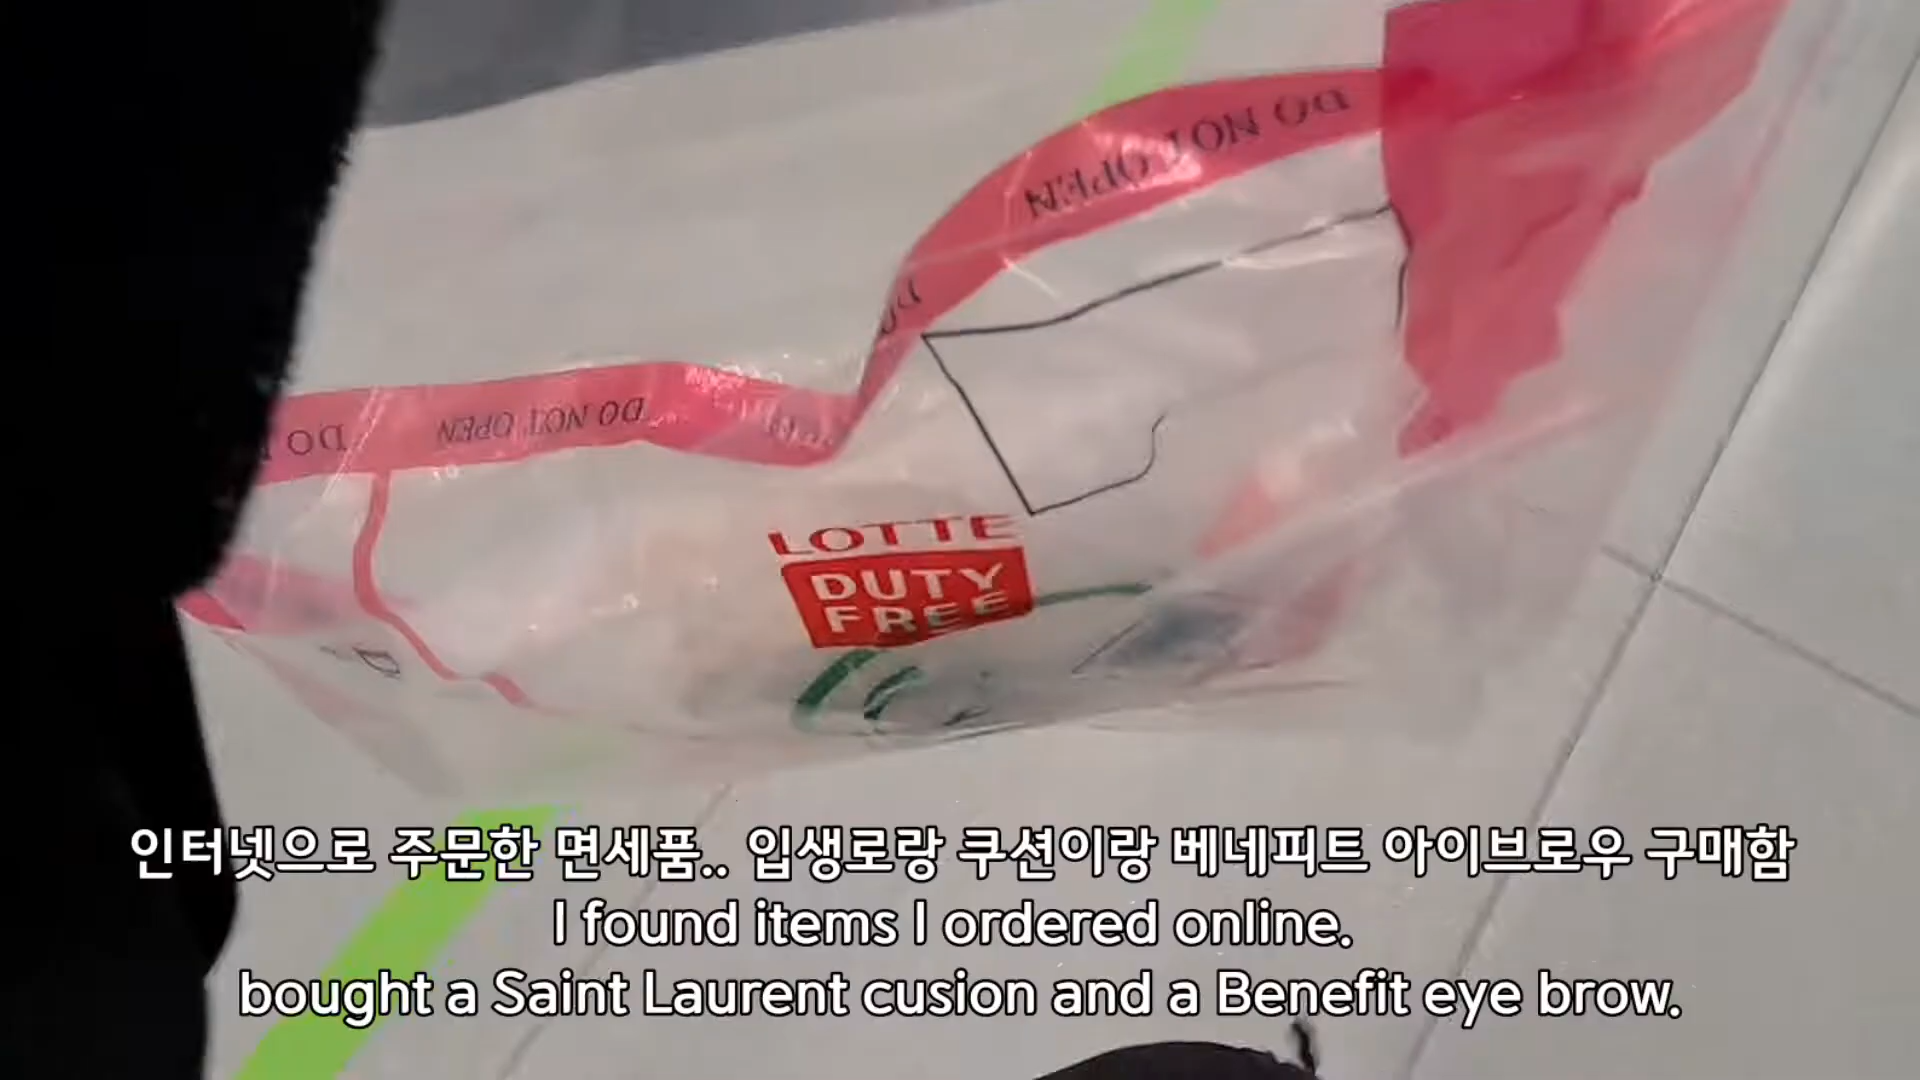 DO NOT OPEN
DO
DO NOT OPEN
DO
LOTTE
DUTY
FREE
인터넷으로 주문한 면세품.. 입생로랑 쿠션이랑 베네피트 아이브로우 구매함
I found items I ordered online.
bought a Saint Laurent cusion and a Benefit eye brow.